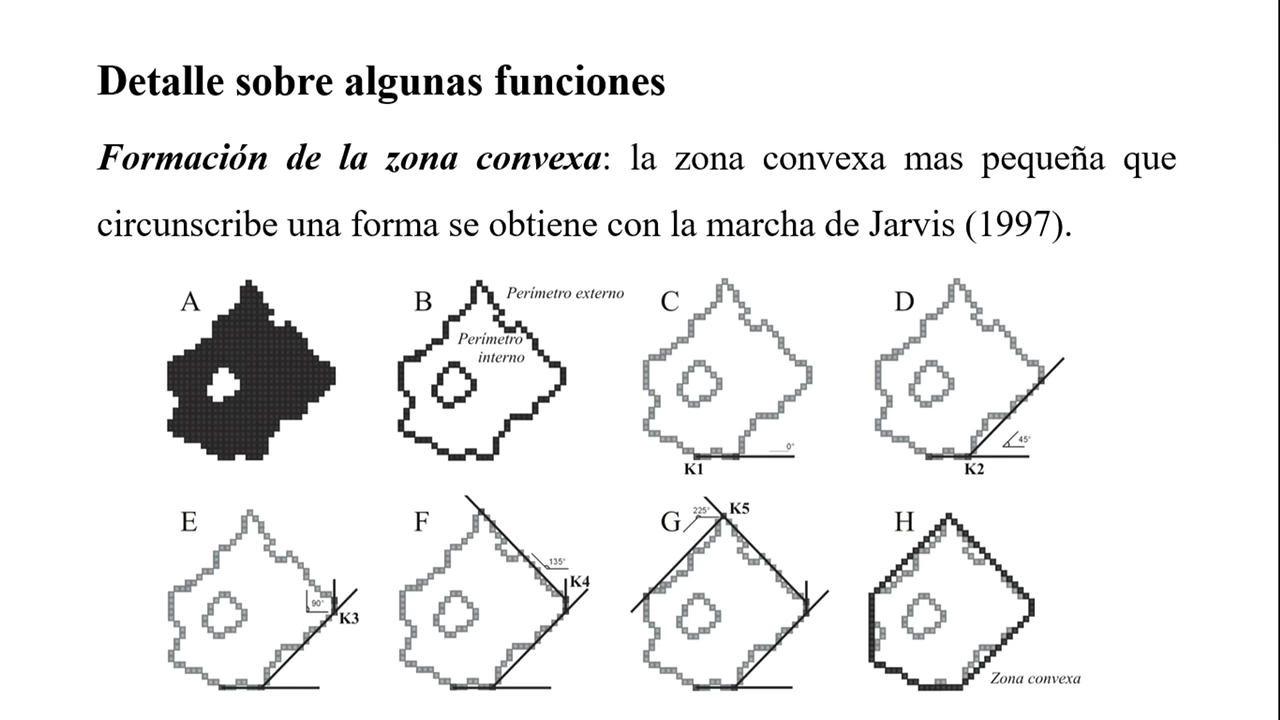 Detalle sobre algunas funciones
Formación de la zona convexa: la zona convexa mas pequeña que
circunscribe una forma se obtiene con la marcha de Jarvis (1997).
A
B
Perímetro externo
Perímetro
interno
C
0°
K1
D
45°
K2
E
90°
K3
F
135°
K4
G
225°
K5
H
Zona convexa